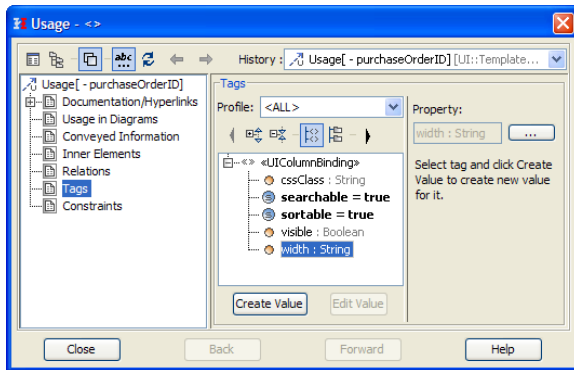 Usage - <>
abc
History : Usage[ - purchaseOrderID] [UI::Template...
Usage[ - purchaseOrderID]
Documentation/Hyperlinks
Usage in Diagrams
Conveyed Information
Inner Elements
Relations
Tags
Constraints
Tags
Profile: <ALL>
«UIColumnBinding»
cssClass : String
searchable = true
sortable = true
visible : Boolean
width : String
Create Value
Edit Value
Property:
width : String
...
Select tag and click Create
Value to create new value
for it.
Close
Back
Forward
Help